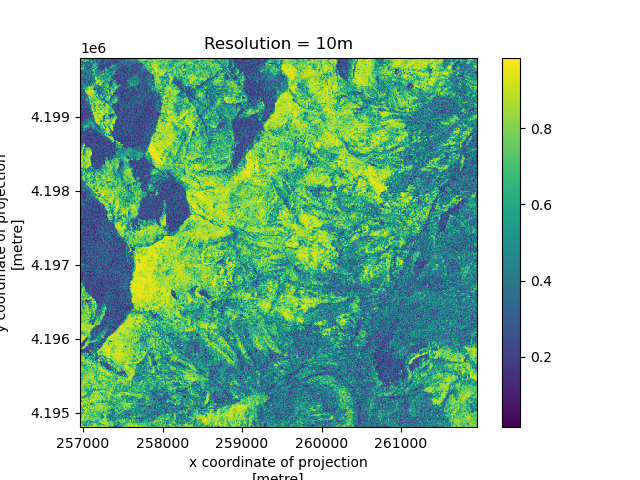 Resolution = 10m
1e6
4.199
4.198
4.197
4.196
4.195
y coordinate of projection
[metre]
257000 258000 259000 260000 261000
x coordinate of projection
[metre]
0.8
0.6
0.4
0.2